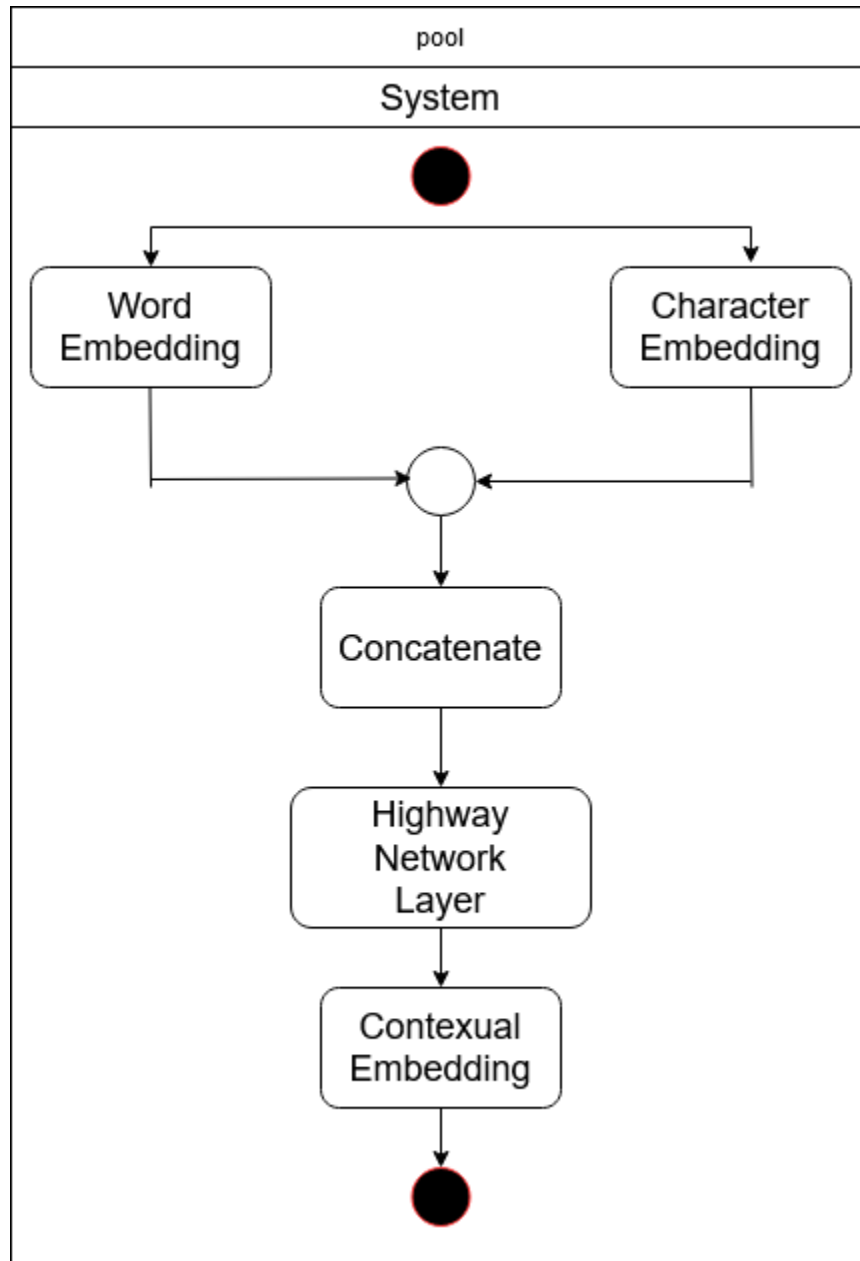 pool
System
Word
Embedding
Character
Embedding
Concatenate
Highway
Network
Layer
Contexual
Embedding